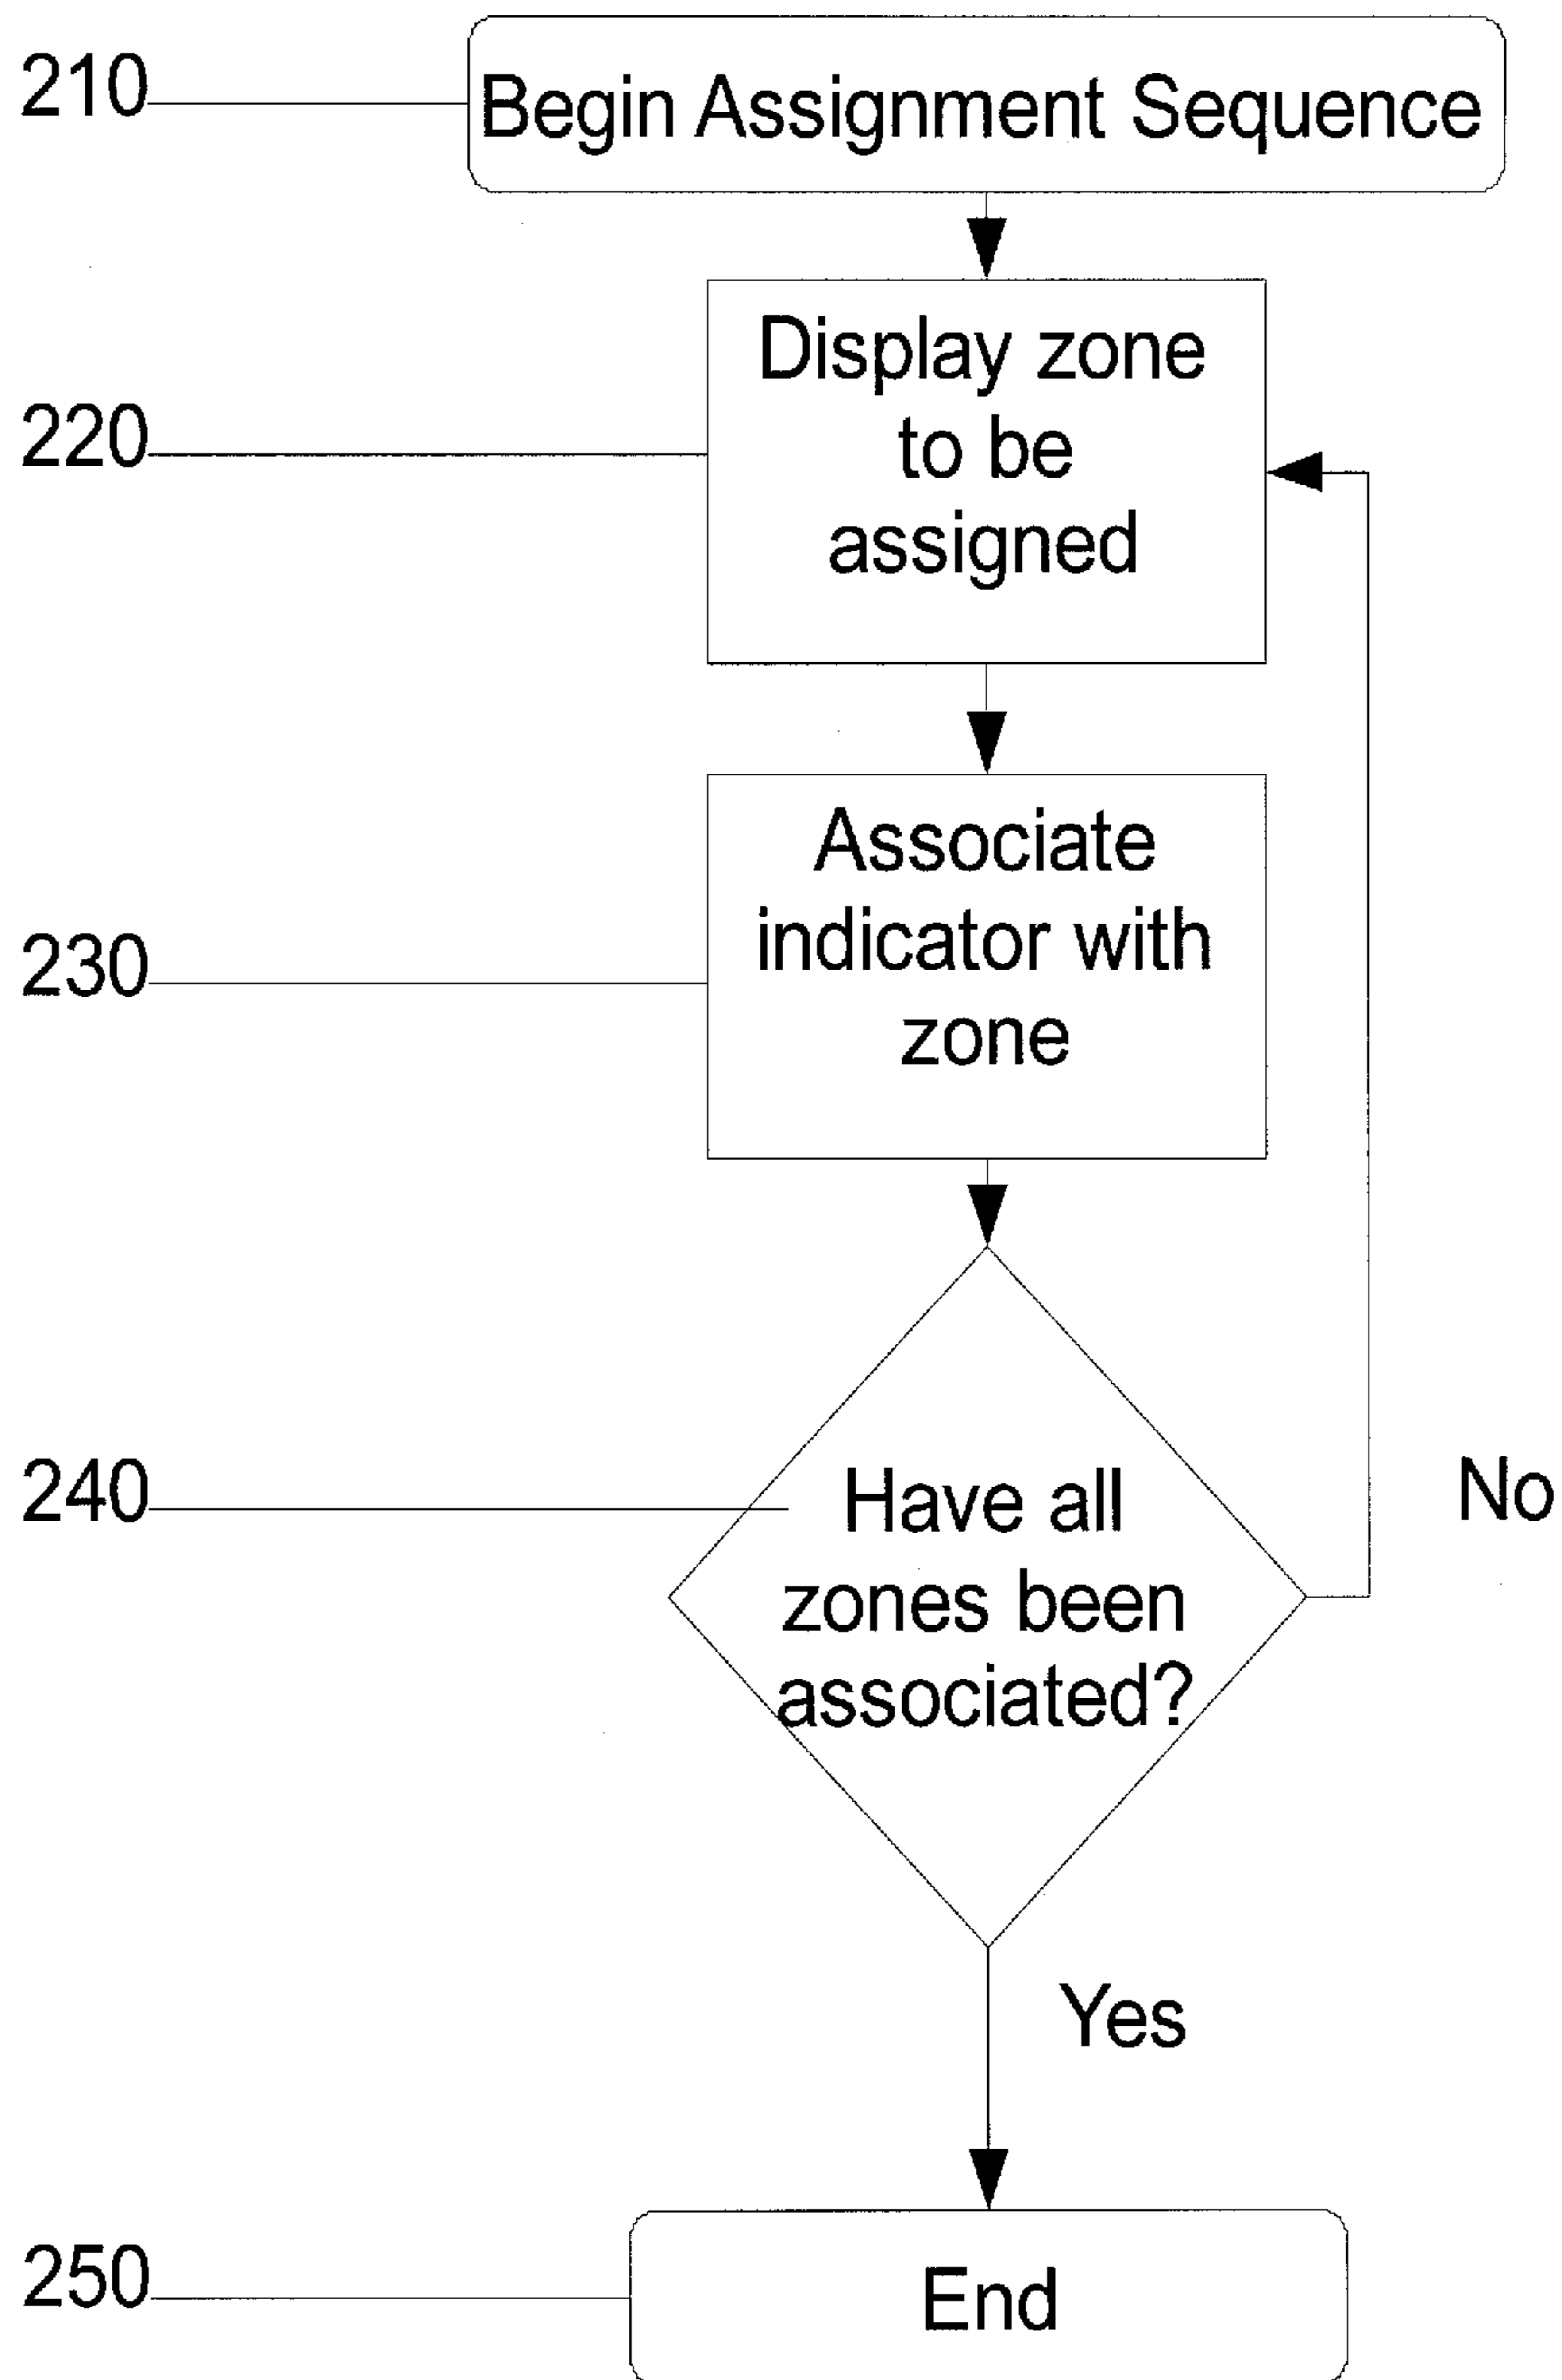 210
Begin Assignment Sequence
220
Display zone
to be
assigned
230
Associate
indicator with
zone
240
Have all
zones been
associated?
No
Yes
250
End